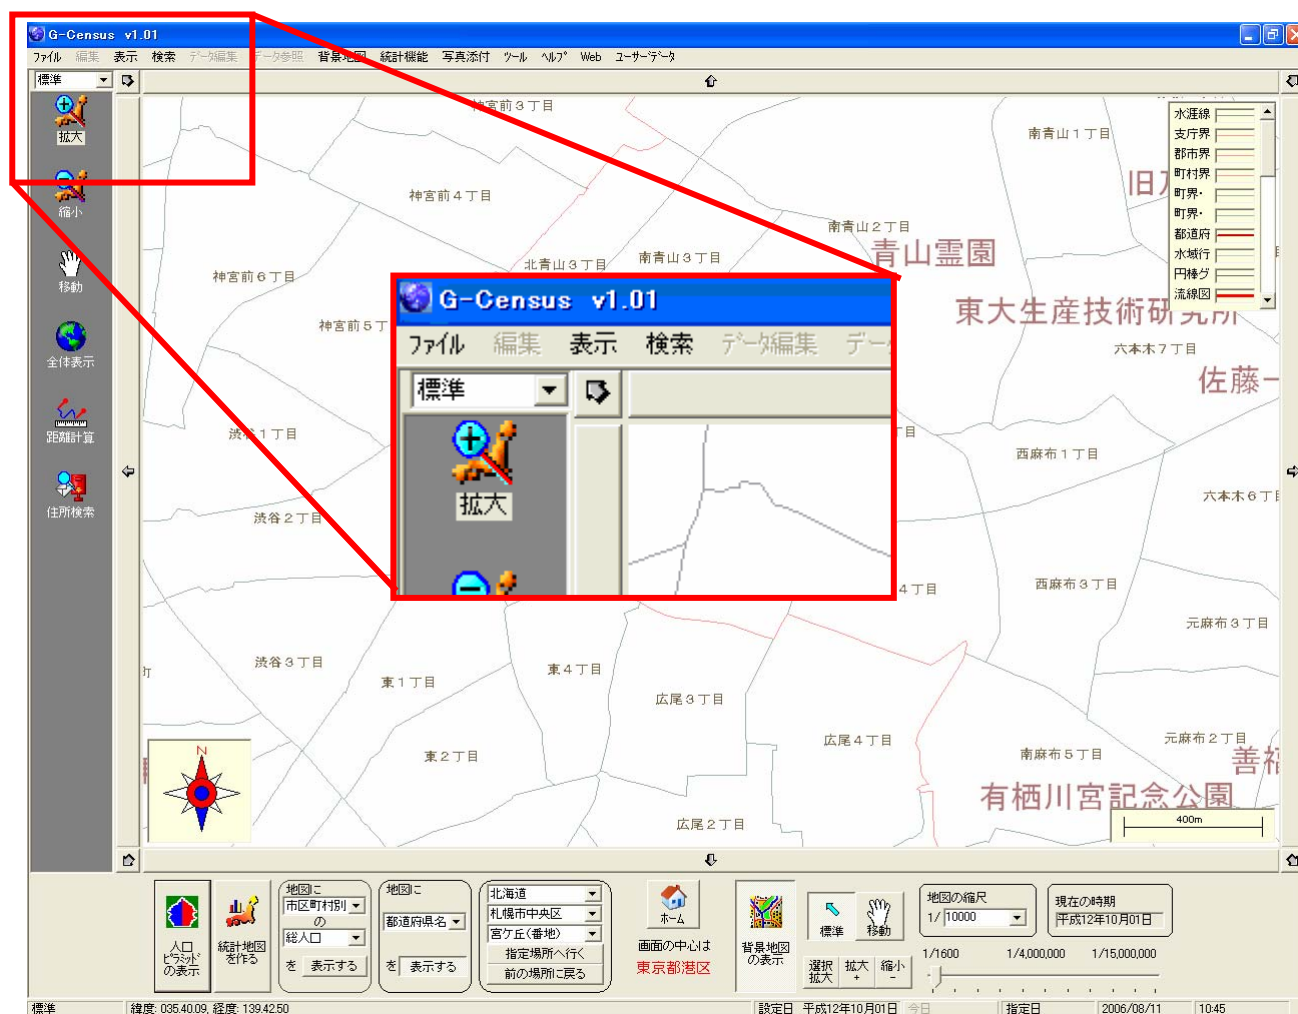 G-Census v1.01
ファイル 編集 表示 検索 データ編集 データ参照 背景地図 統計機能 写真添付 ツール ヘルプ Web ユーザーデータ
標準
拡大
縮小
移動
全体表示
距離計算
住所検索
神宮前3丁目
南青山1丁目
神宮前4丁目
南青山2丁目
青山霊園
北青山3丁目
南青山3丁目
神宮前6丁目
神宮前5丁
東大生産技術研究所
六本木7丁目
佐藤
渋谷1丁目
西麻布1丁目
六本木6丁目
渋谷2丁目
4丁目
西麻布3丁目
元麻布3丁目
渋谷3丁目
東1丁目
東4丁目
広尾3丁目
東2丁目
広尾4丁目
南麻布5丁目
元麻布2丁目
善福
有栖川宮記念公園
広尾2丁目
水涯線
支庁界
郡市界
町村界
町界・
町界・
都道府
水域行
円棒グ
流線図
G-Census v1.01
ファイル 編集 表示 検索 データ編集 デー
標準
拡大
N
400m
人口ピラミッドの表示
統計地図を作る
地図に
市区町村別
の
総人口
を 表示する
地図に
都道府県名
を 表示する
北海道
札幌市中央区
宮ケ丘(番地)
指定場所へ行く
前の場所に戻る
ホーム
画面の中心は
東京都港区
背景地図の表示
標準
移動
選択拡大
拡大 +
縮小 -
地図の縮尺
1/ 10000
現在の時期
平成12年10月01日
1/1600 1/4,000,000 1/15,000,000
標準 緯度: 035.40.09, 経度: 139.42.50 設定日 平成12年10月01日 今日 指定日 2006/08/11 10:45